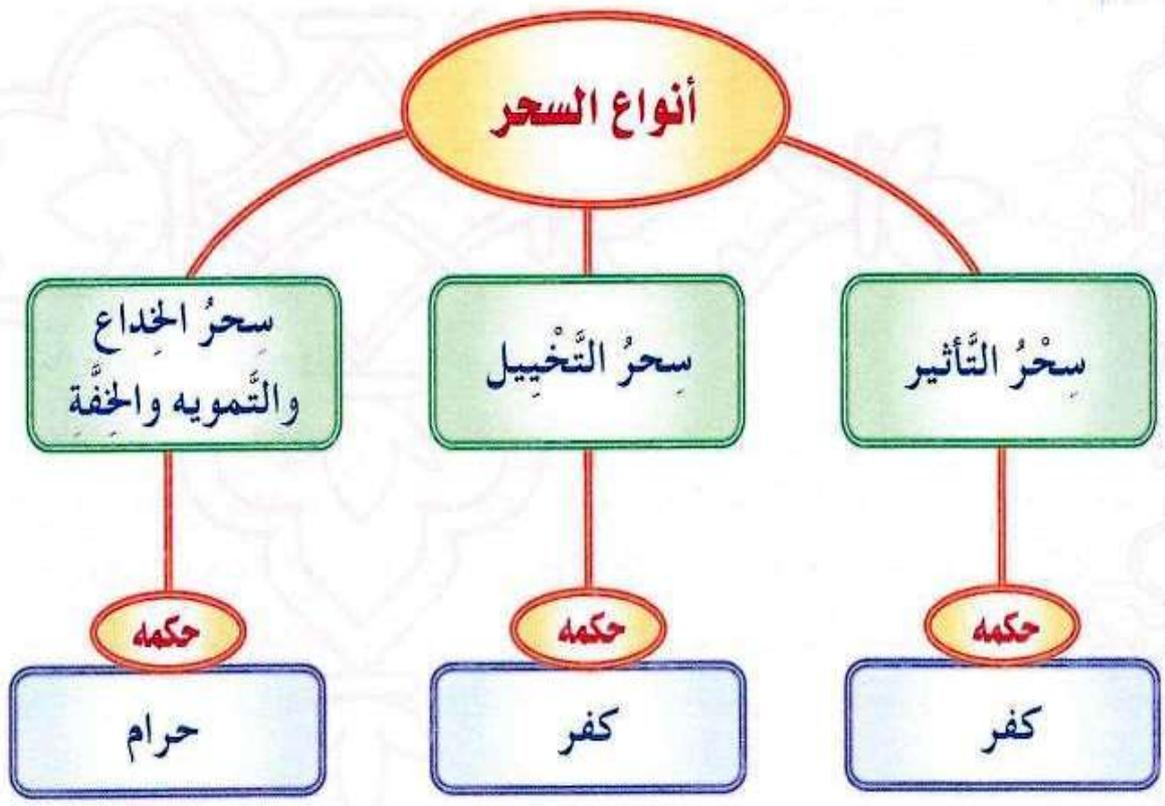 أنواع السحر
سِحْرُ التَّأثير
سِحرُ التَّخْيِيل
سِحرُ الخِداع
والتَّمويه والخِفَّةِ
حكمه
حكمه
حكمه
كفر
كفر
حرام